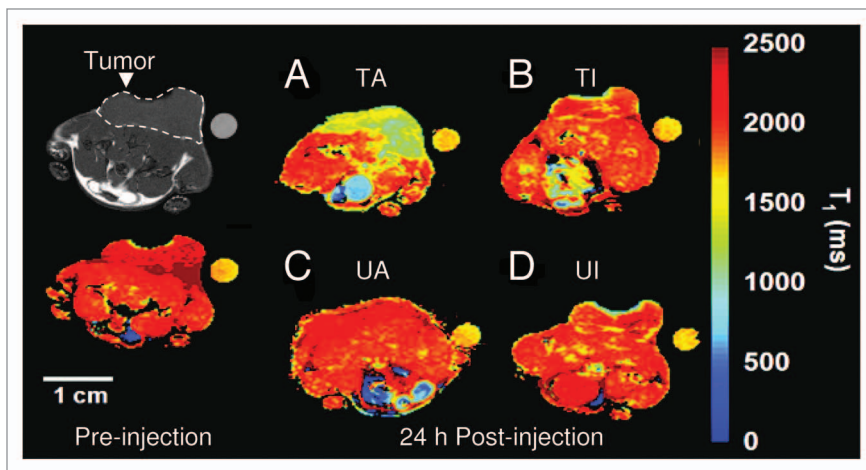 Tumor
A TA
B TI
C UA
D UI
1 cm
Pre-injection
24 h Post-injection
2500
2000
1500
1000
500
0
T1 (ms)